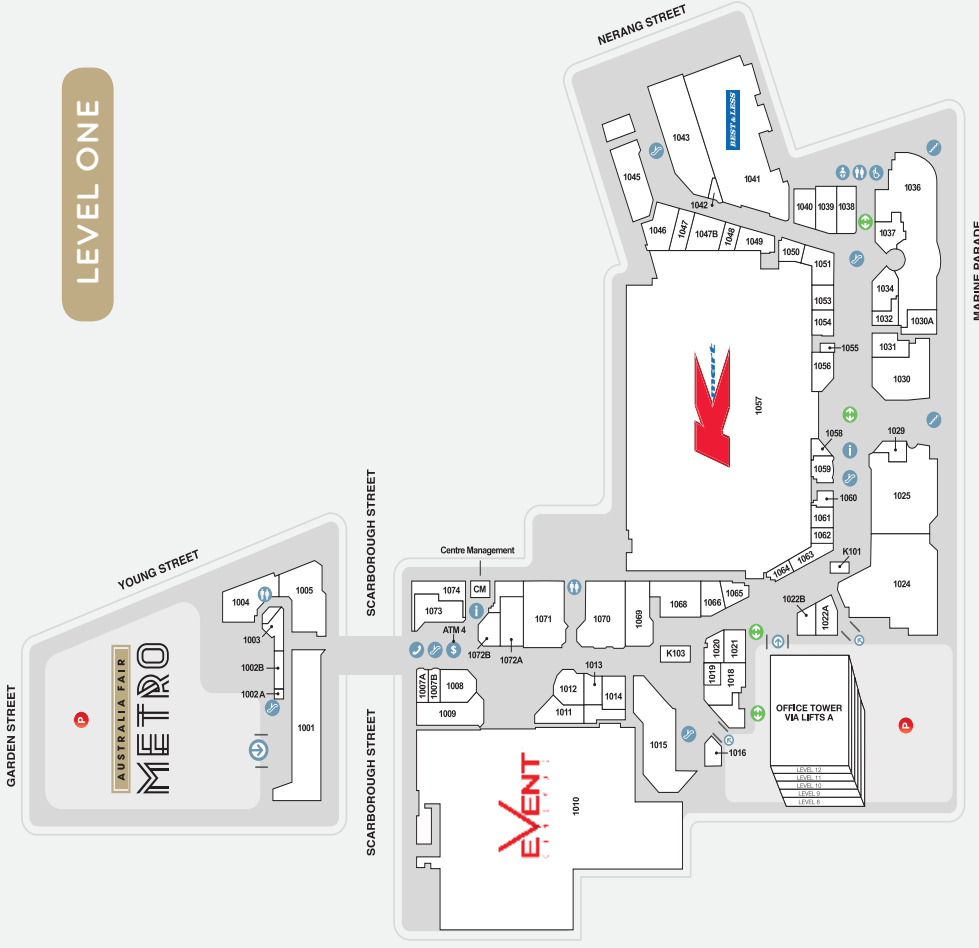 LEVEL ONE
NERANG STREET
MARINE PARADE
YOUNG STREET
SCARBOROUGH STREET
SCARBOROUGH STREET
GARDEN STREET
AUSTRALIA FAIR
METRO
P
1001
1002A
1002B
1003
1004
1005
Centre Management
CM
1074
1073
i
ATM 4
$
1072B
1072A
1071
1070
1069
1068
1066
1065
1064
1063
1007A
1007B
1008
1009
1010
EVENT
CINEMAS
1011
1012
1013
1014
1015
1016
K103
1018
1019
1020
1021
1022B
1022A
K101
1024
1025
1029
1030
1031
1030A
1032
1034
1036
1037
1038
1039
1040
1041
BEST & LESS
1042
1043
1045
1046
1047
1047B
1048
1049
1050
1051
1053
1054
1055
1056
1057
Kmart
1058
i
1059
1060
1061
1062
OFFICE TOWER
VIA LIFTS A
LEVEL 12
LEVEL 11
LEVEL 10
LEVEL 9
LEVEL 8
P